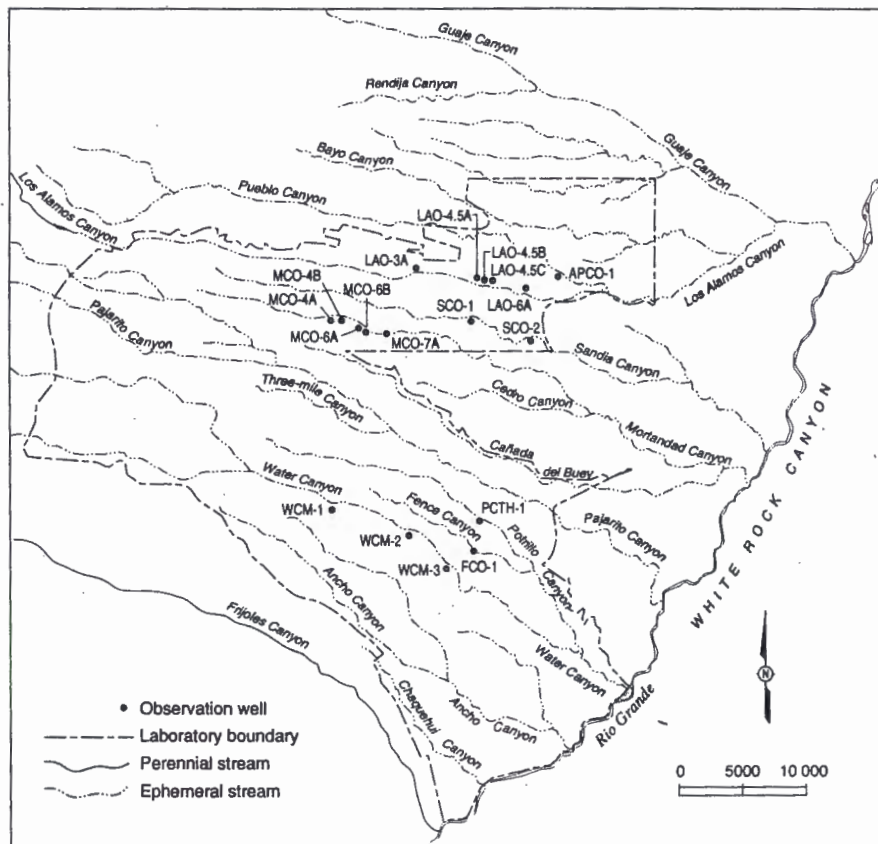 Guaje Canyon
Rendija Canyon
Guaje Canyon
Bayo Canyon
Pueblo Canyon
Los Alamos Canyon
LAO-4.5A
LAO-4.5B
LAO-3A
LAO-4.5C
APCO-1
Los Alamos Canyon
MCO-4B
MCO-6B
MCO-4A
SCO-1
LAO-6A
Pajarito Canyon
MCO-6A
MCO-7A
SCO-2
Sandia Canyon
Three-mile Canyon
Cedro Canyon
Mortandad Canyon
Cañada
del Buey
Water Canyon
Fence Canyon
PCTH-1
WCM-1
Potrillo
Canyon
Pajarito Canyon
WCM-2
WCM-3
FCO-1
WHITE ROCK CANYON
Ancho Canyon
Frijoles Canyon
Water Canyon
N
Chaquehui
Canyon
Ancho Canyon
Rio Grande
Observation well
Laboratory boundary
Perennial stream
Ephemeral stream
0 5000 10 000